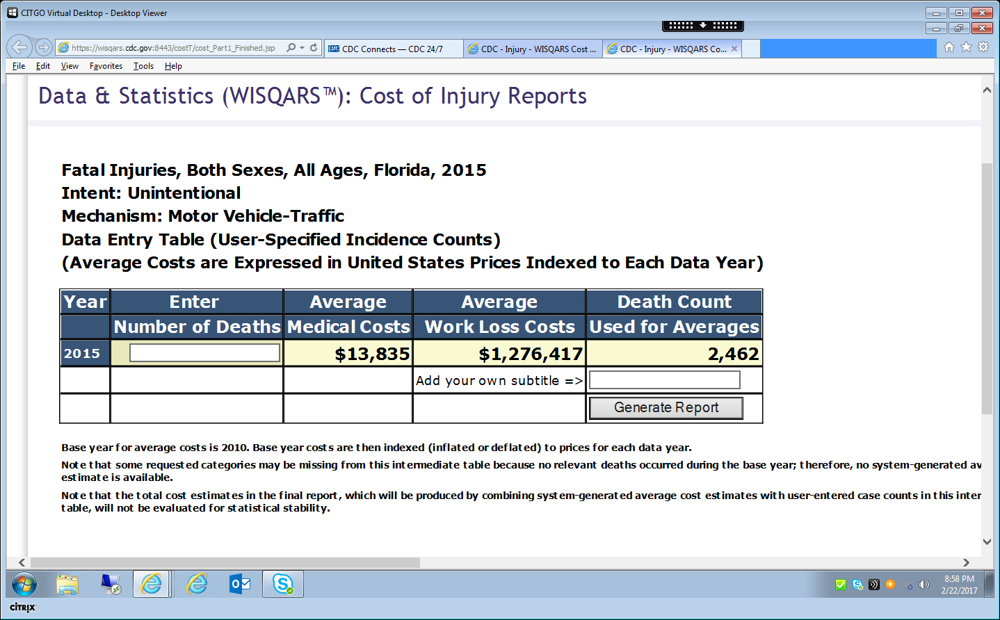 CITGO Virtual Desktop - Desktop Viewer
https://wisqars.cdc.gov:8443/costT/cost_Part1_Finished.jsp
CDC CDC Connects — CDC 24/7
CDC - Injury - WISQARS Cost ...
CDC - Injury - WISQARS Co...
File Edit View Favorites Tools Help
Data & Statistics (WISQARS™): Cost of Injury Reports
Fatal Injuries, Both Sexes, All Ages, Florida, 2015
Intent: Unintentional
Mechanism: Motor Vehicle-Traffic
Data Entry Table (User-Specified Incidence Counts)
(Average Costs are Expressed in United States Prices Indexed to Each Data Year)
Year Enter Average Average Death Count
Number of Deaths Medical Costs Work Loss Costs Used for Averages
2015 $13,835 $1,276,417 2,462
Add your own subtitle =>
Generate Report
Base year for average costs is 2010. Base year costs are then indexed (inflated or deflated) to prices for each data year.
Note that some requested categories may be missing from this intermediate table because no relevant deaths occurred during the base year; therefore, no system-generated av
estimate is available.
Note that the total cost estimates in the final report, which will be produced by combining system-generated average cost estimates with user-entered case counts in this inter
table, will not be evaluated for statistical stability.
8:58 PM
2/22/2017
CITRIX